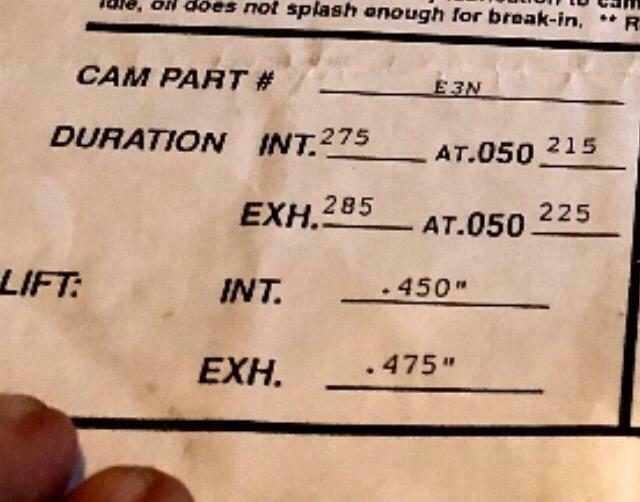 idle, oil does not splash enough for break-in. ** R
CAM PART # E3N
DURATION INT. 275 AT.050 215
EXH. 285 AT.050 225
LIFT: INT. .450"
EXH. .475"